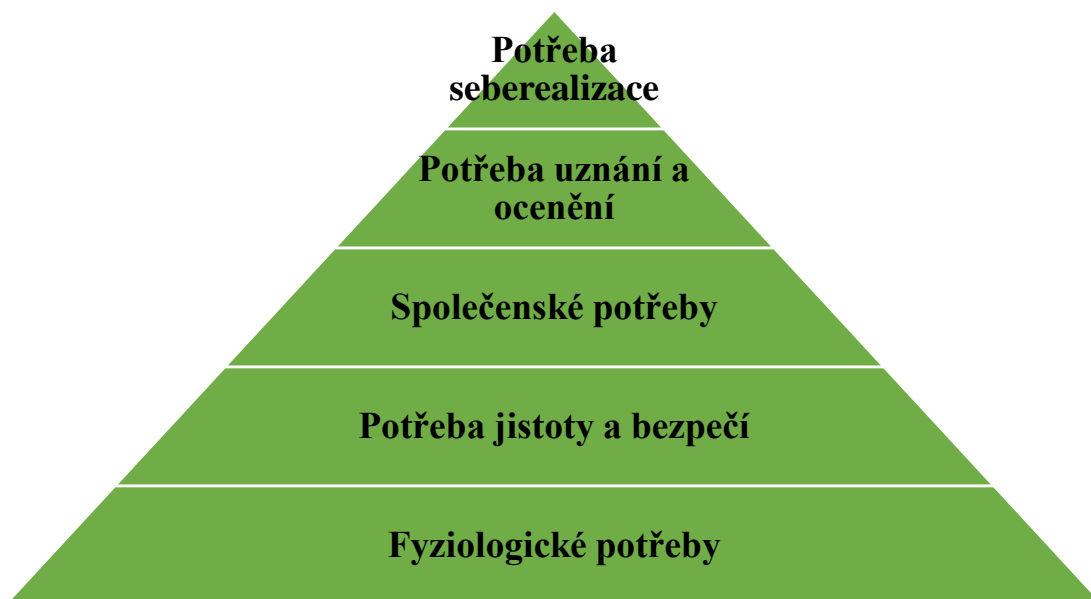 Potřeba
seberealizace
Potřeba uznání a
ocenění
Společenské potřeby
Potřeba jistoty a bezpečí
Fyziologické potřeby